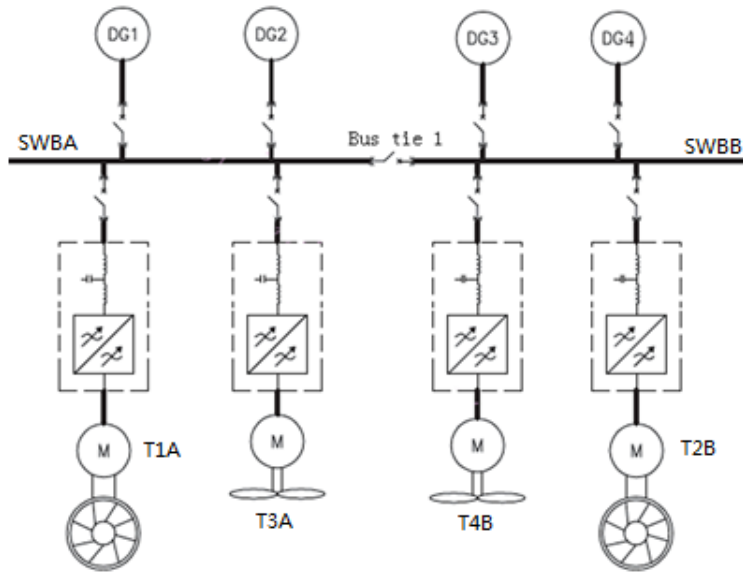 DG1
DG2
DG3
DG4
SWBA
Bus tie 1
SWBB
M
T1A
M
T3A
M
T4B
M
T2B